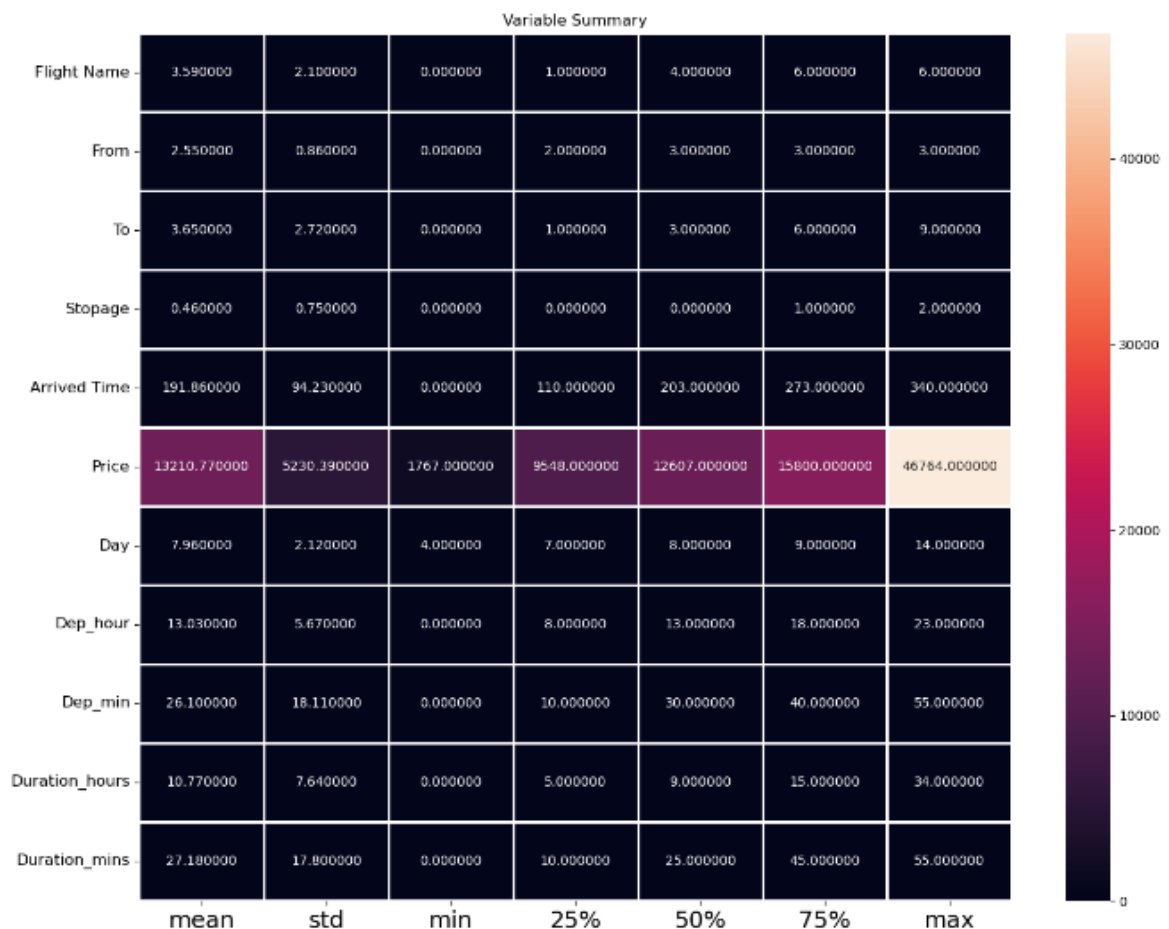 Variable Summary
Flight Name 3.590000 2.100000 0.000000 1.000000 4.000000 6.000000 6.000000
From 2.550000 0.860000 0.000000 2.000000 3.000000 3.000000 3.000000
To 3.650000 2.720000 0.000000 1.000000 3.000000 6.000000 9.000000
Stopage 0.460000 0.750000 0.000000 0.000000 0.000000 1.000000 2.000000
Arrived Time 191.860000 94.230000 0.000000 110.000000 203.000000 273.000000 340.000000
Price 13210.770000 5230.390000 1767.000000 9548.000000 12607.000000 15800.000000 46764.000000
Day 7.960000 2.120000 4.000000 7.000000 8.000000 9.000000 14.000000
Dep_hour 13.030000 5.670000 0.000000 8.000000 13.000000 18.000000 23.000000
Dep_min 26.100000 18.110000 0.000000 10.000000 30.000000 40.000000 55.000000
Duration_hours 10.770000 7.640000 0.000000 5.000000 9.000000 15.000000 34.000000
Duration_mins 27.180000 17.800000 0.000000 10.000000 25.000000 45.000000 55.000000
mean std min 25% 50% 75% max
40000
30000
20000
10000
0